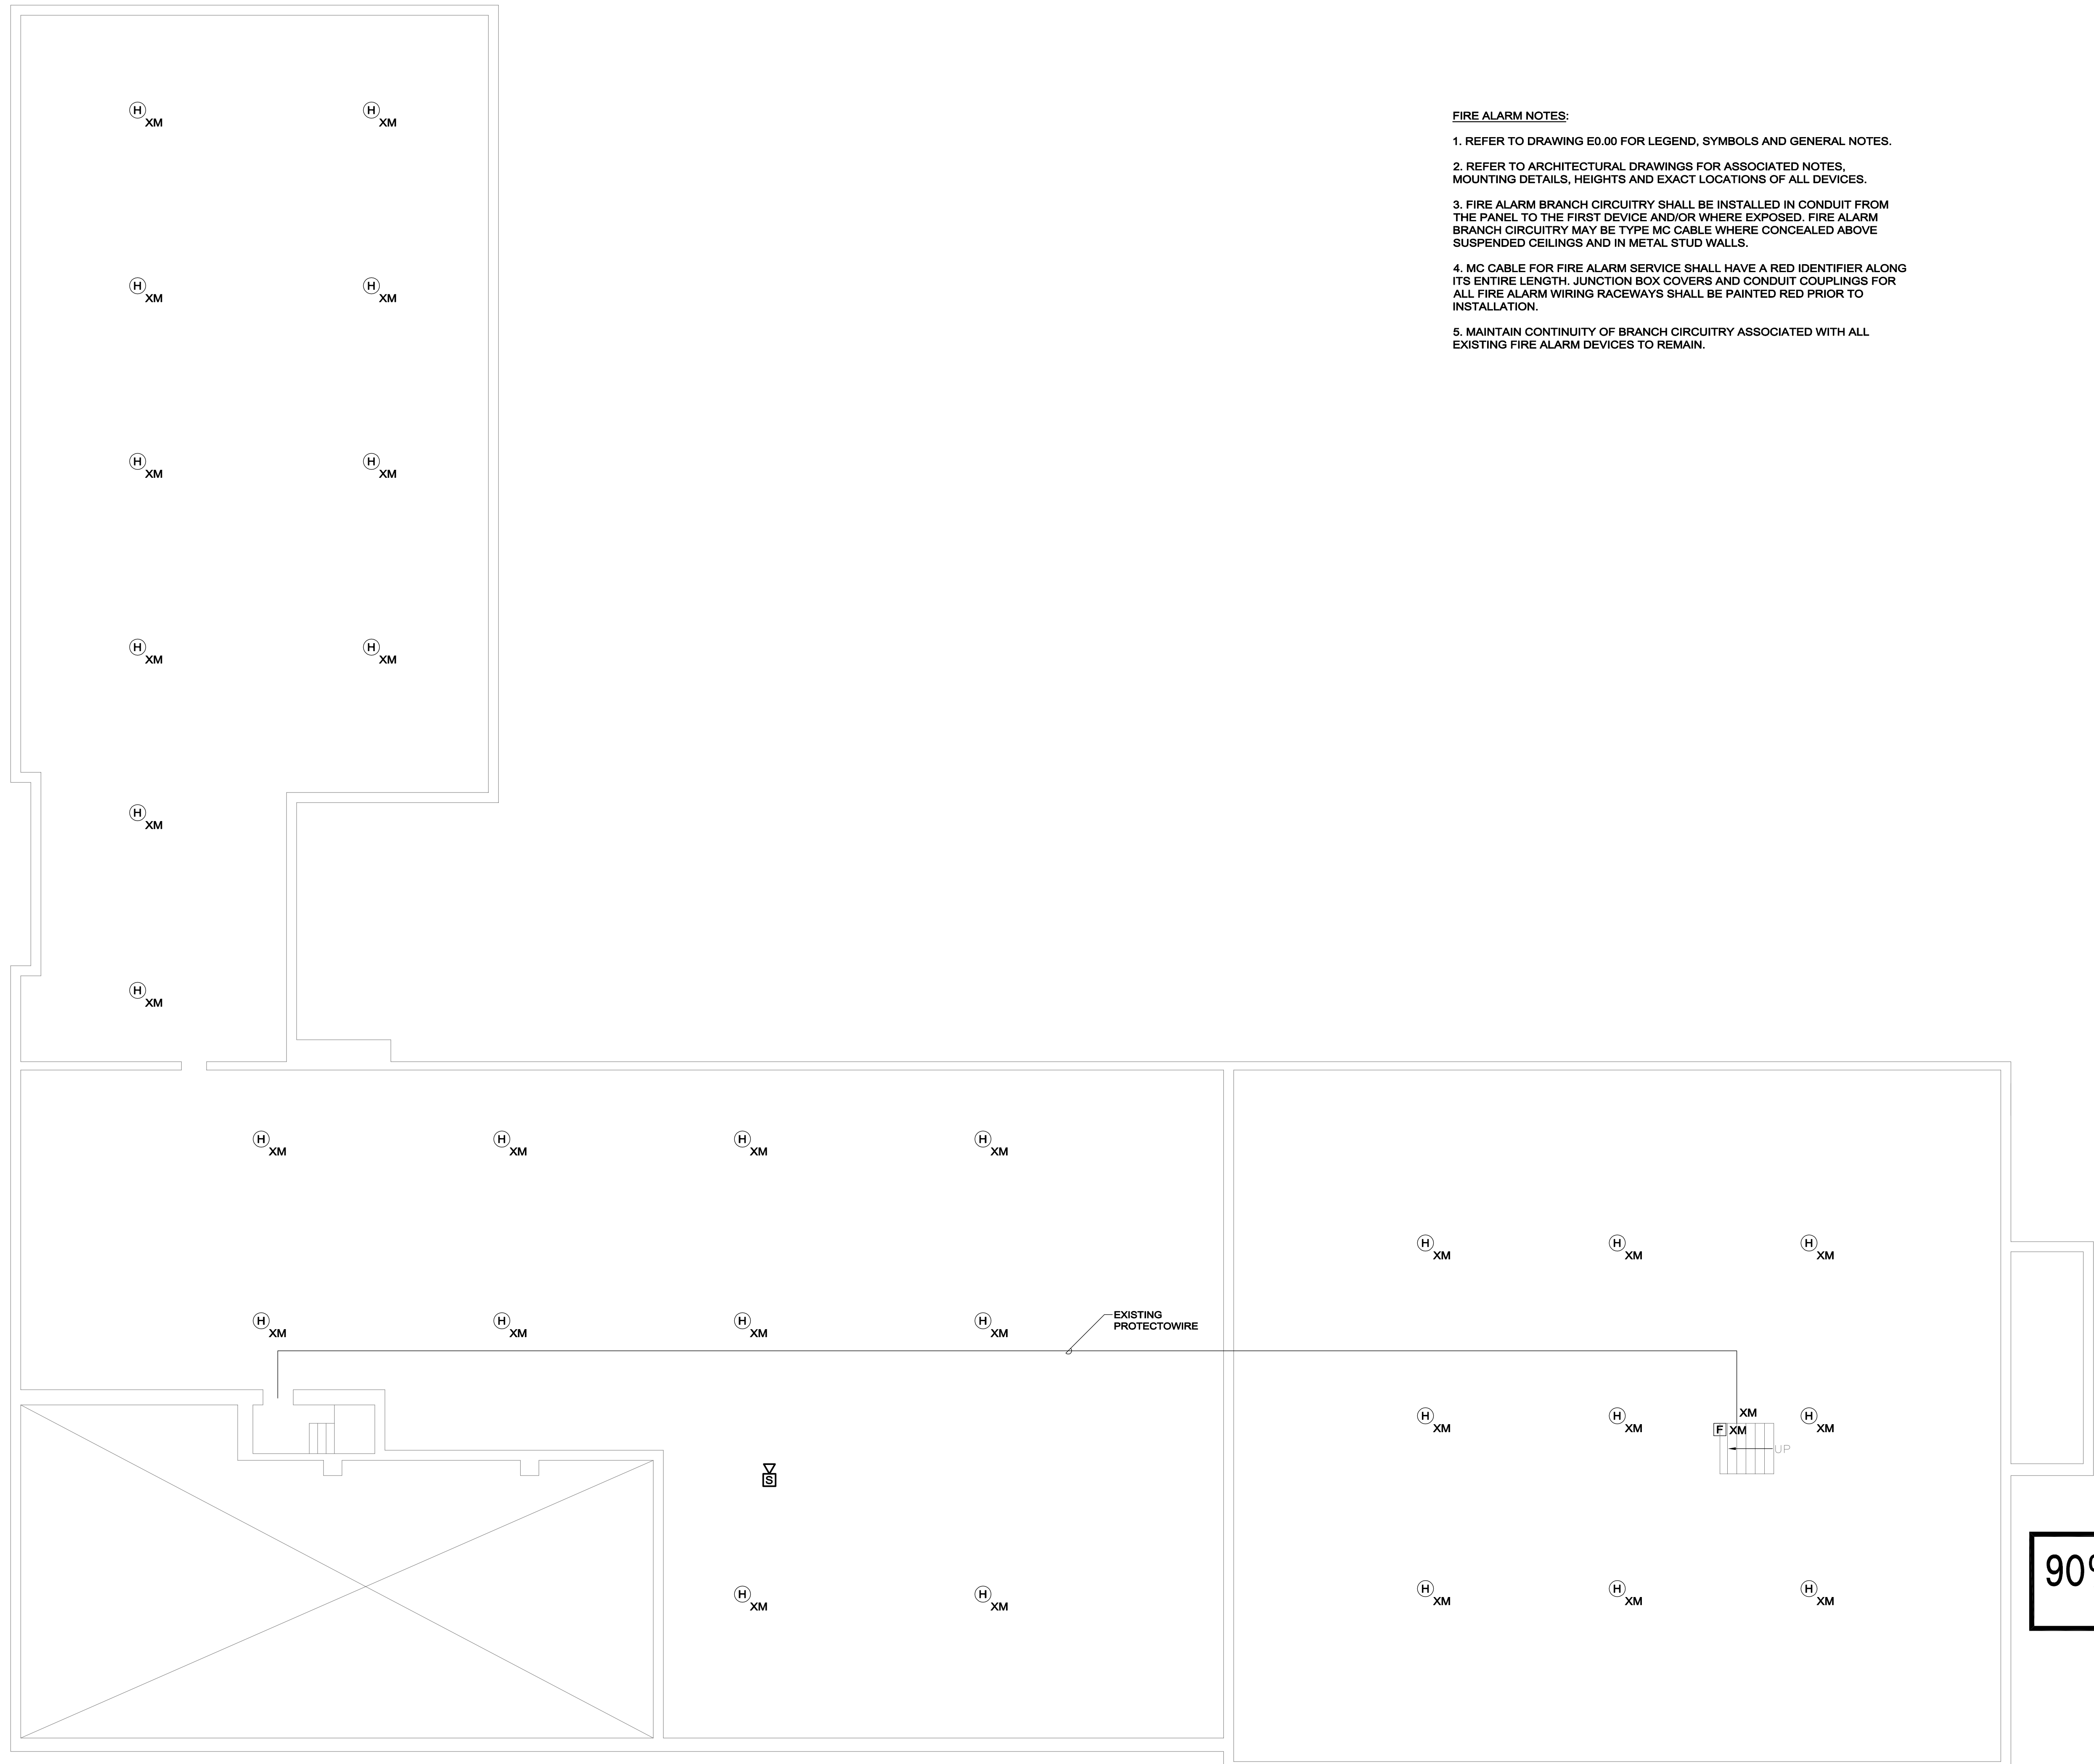 FIRE ALARM NOTES:
1. REFER TO DRAWING E0.00 FOR LEGEND, SYMBOLS AND GENERAL NOTES.
2. REFER TO ARCHITECTURAL DRAWINGS FOR ASSOCIATED NOTES,
MOUNTING DETAILS, HEIGHTS AND EXACT LOCATIONS OF ALL DEVICES.
3. FIRE ALARM BRANCH CIRCUITRY SHALL BE INSTALLED IN CONDUIT FROM
THE PANEL TO THE FIRST DEVICE AND/OR WHERE EXPOSED. FIRE ALARM
BRANCH CIRCUITRY MAY BE TYPE MC CABLE WHERE CONCEALED ABOVE
SUSPENDED CEILINGS AND IN METAL STUD WALLS.
4. MC CABLE FOR FIRE ALARM SERVICE SHALL HAVE A RED IDENTIFIER ALONG
ITS ENTIRE LENGTH. JUNCTION BOX COVERS AND CONDUIT COUPLINGS FOR
ALL FIRE ALARM WIRING RACEWAYS SHALL BE PAINTED RED PRIOR TO
INSTALLATION.
5. MAINTAIN CONTINUITY OF BRANCH CIRCUITRY ASSOCIATED WITH ALL
EXISTING FIRE ALARM DEVICES TO REMAIN.
H H
XM XM
H H
XM XM
H H
XM XM
H H
XM XM
H
XM
H
XM
H H H H
XM XM XM XM
H H H
XM XM XM
H H H H
XM XM XM XM
EXISTING
PROTECTOWIRE
H H H
XM XM XM
XM
F XM
UP
S
H H
XM XM
H H H
XM XM XM
90